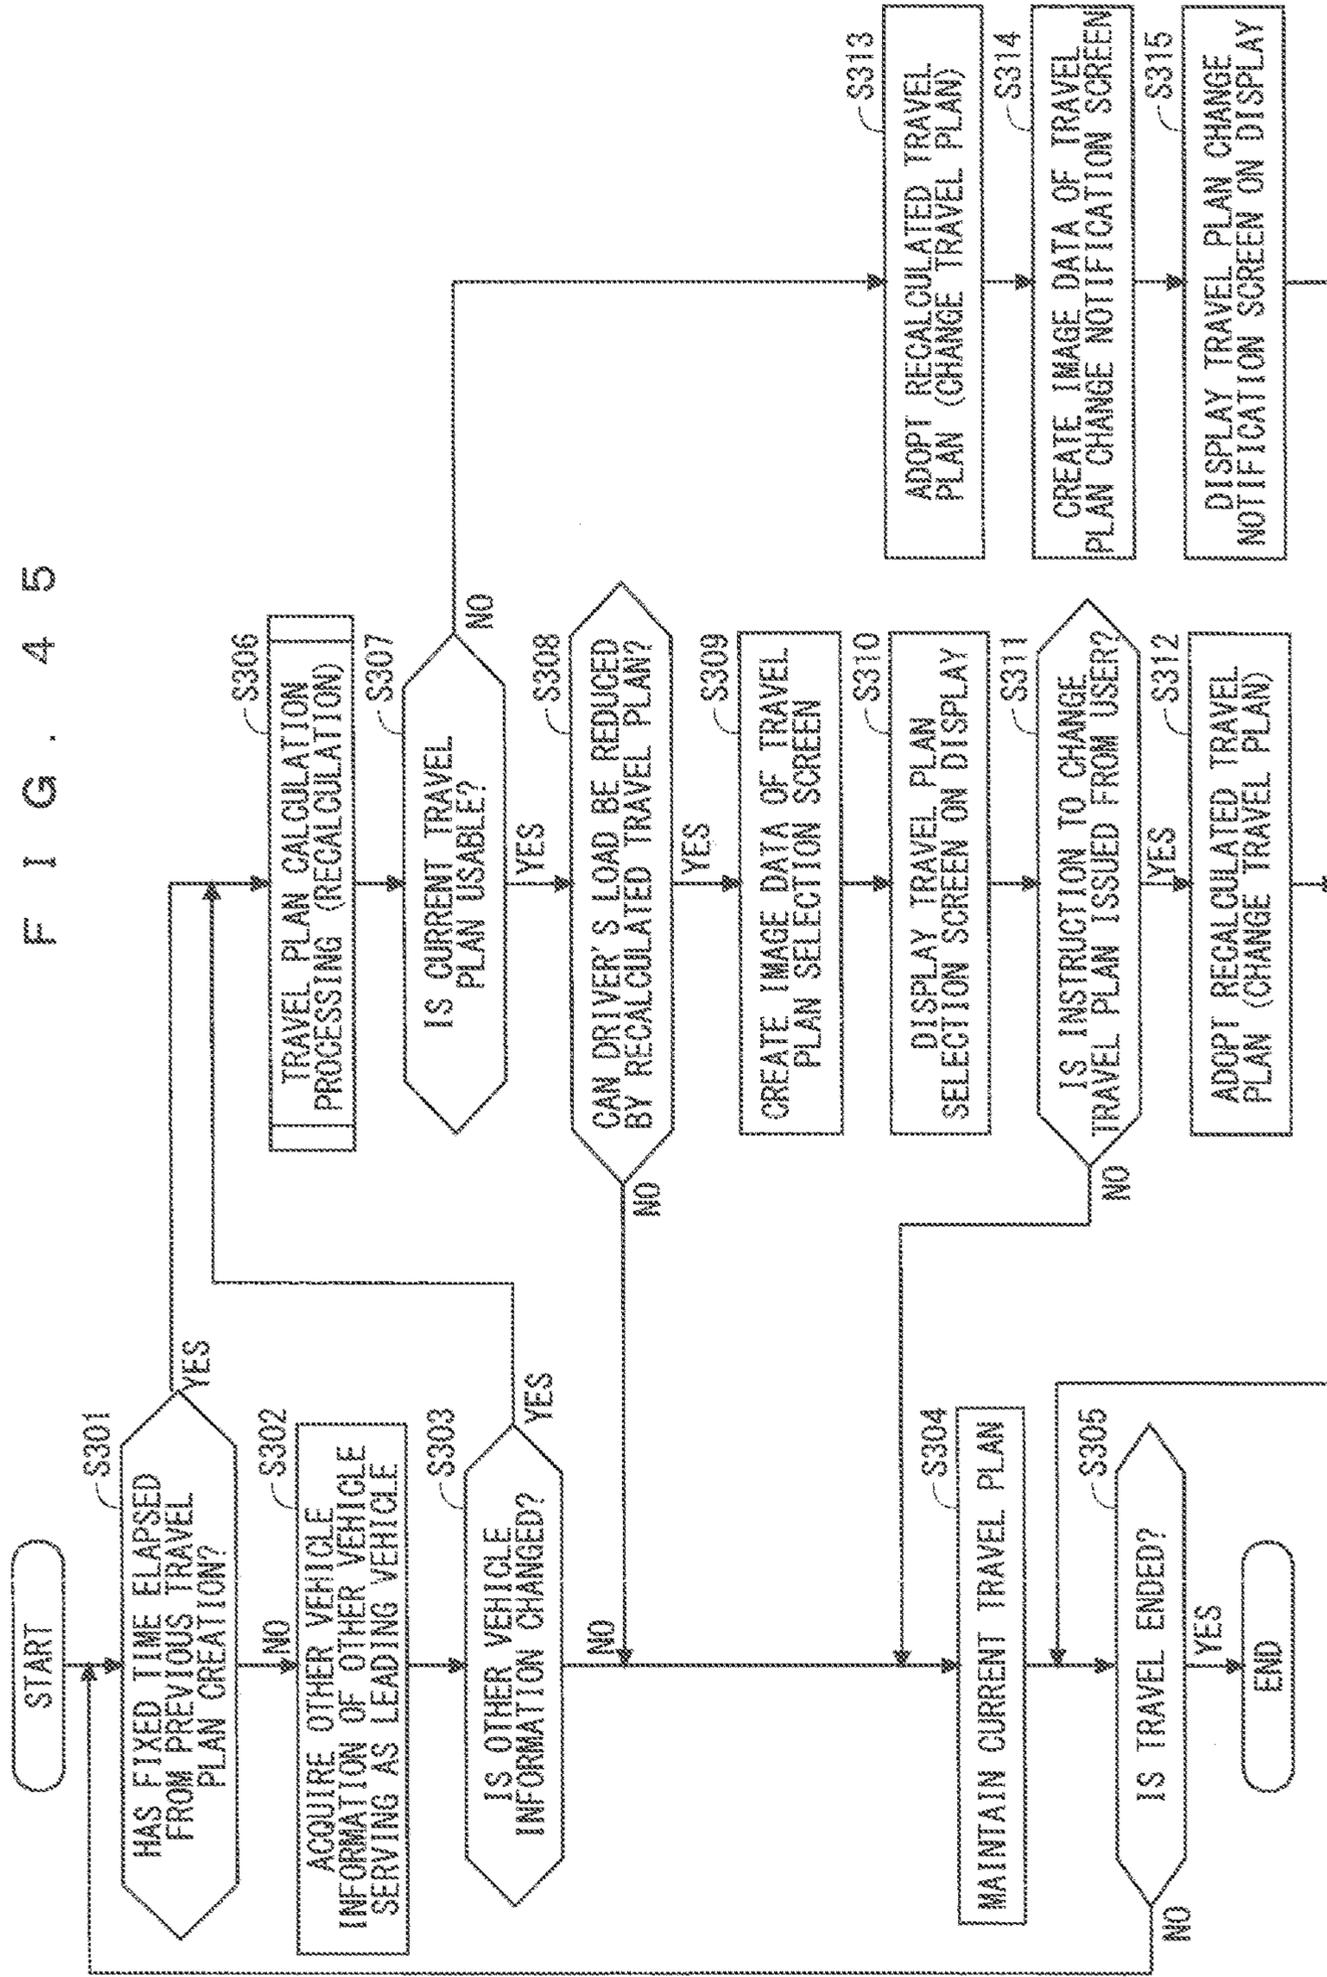 FIG. 45
START
S301
HAS FIXED TIME ELAPSED
FROM PREVIOUS TRAVEL
PLAN CREATION?
YES
NO
S302
ACQUIRE OTHER VEHICLE
INFORMATION OF OTHER VEHICLE
SERVING AS LEADING VEHICLE
S303
IS OTHER VEHICLE
INFORMATION CHANGED?
YES
NO
S304
MAINTAIN CURRENT TRAVEL PLAN
S305
IS TRAVEL ENDED?
NO
YES
END
S306
TRAVEL PLAN CALCULATION
PROCESSING (RECALCULATION)
S307
IS CURRENT TRAVEL
PLAN USABLE?
NO
YES
S308
CAN DRIVER'S LOAD BE REDUCED
BY RECALCULATED TRAVEL PLAN?
NO
YES
S309
CREATE IMAGE DATA OF TRAVEL
PLAN SELECTION SCREEN
S310
DISPLAY TRAVEL PLAN
SELECTION SCREEN ON DISPLAY
S311
IS INSTRUCTION TO CHANGE
TRAVEL PLAN ISSUED FROM USER?
NO
YES
S312
ADOPT RECALCULATED TRAVEL
PLAN (CHANGE TRAVEL PLAN)
S313
ADOPT RECALCULATED TRAVEL
PLAN (CHANGE TRAVEL PLAN)
S314
CREATE IMAGE DATA OF TRAVEL
PLAN CHANGE NOTIFICATION SCREEN
S315
DISPLAY TRAVEL PLAN CHANGE
NOTIFICATION SCREEN ON DISPLAY